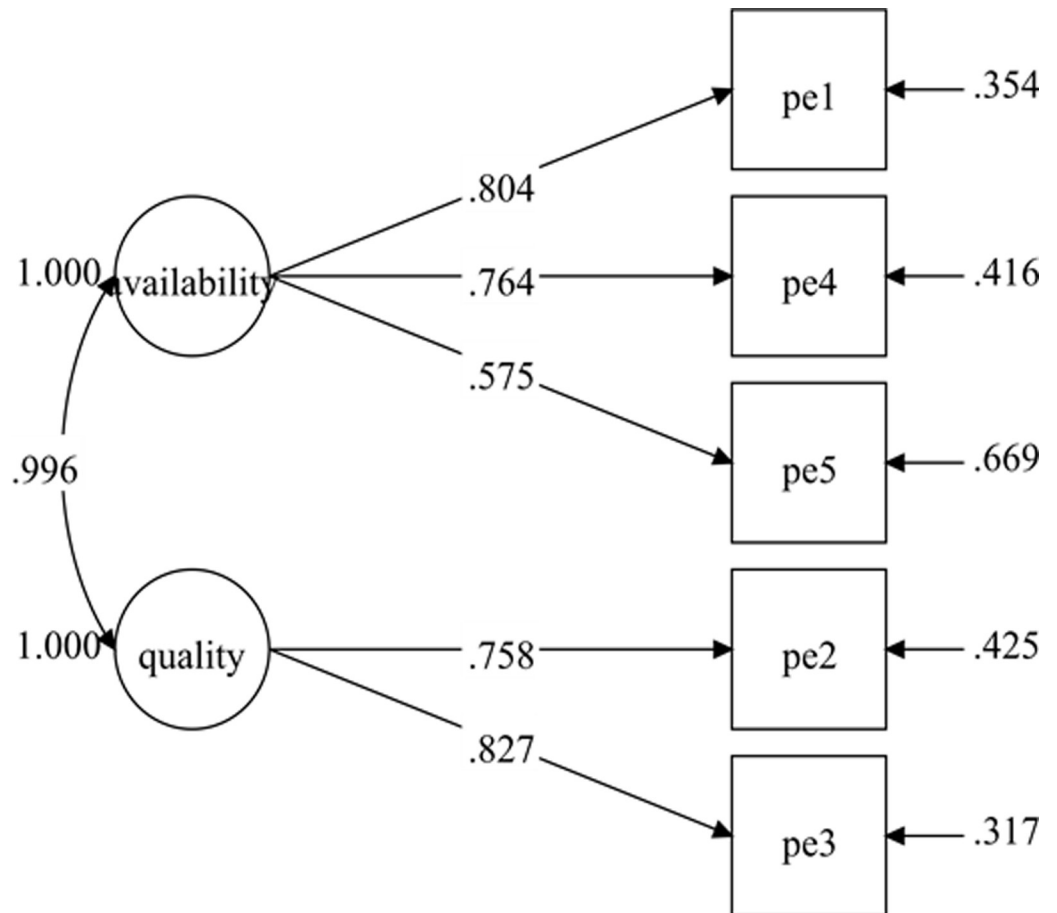 pe1
.354
.804
1.000
availability
.764
pe4
.416
.575
pe5
.669
.996
1.000
quality
.758
pe2
.425
.827
pe3
.317